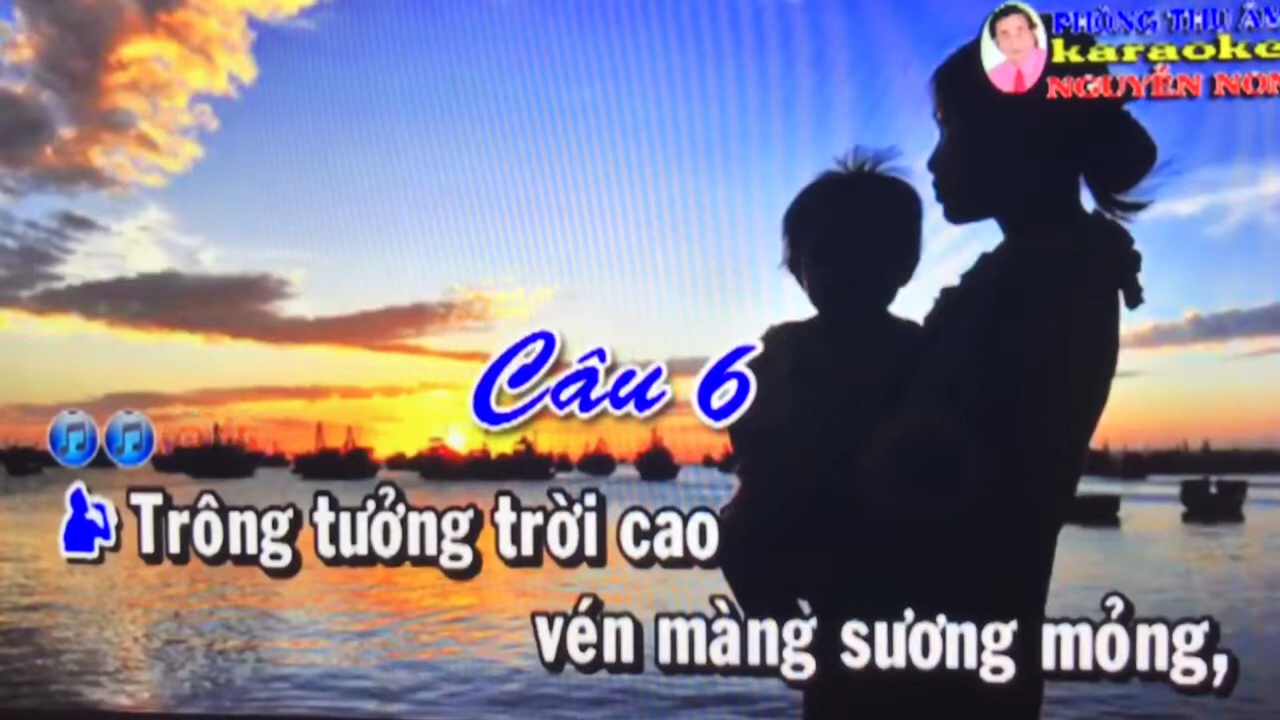 PHÒNG THU ÂM
karaoke
NGUYỄN NON
Câu 6
Trông tưởng trời cao
vén màng sương mỏng,